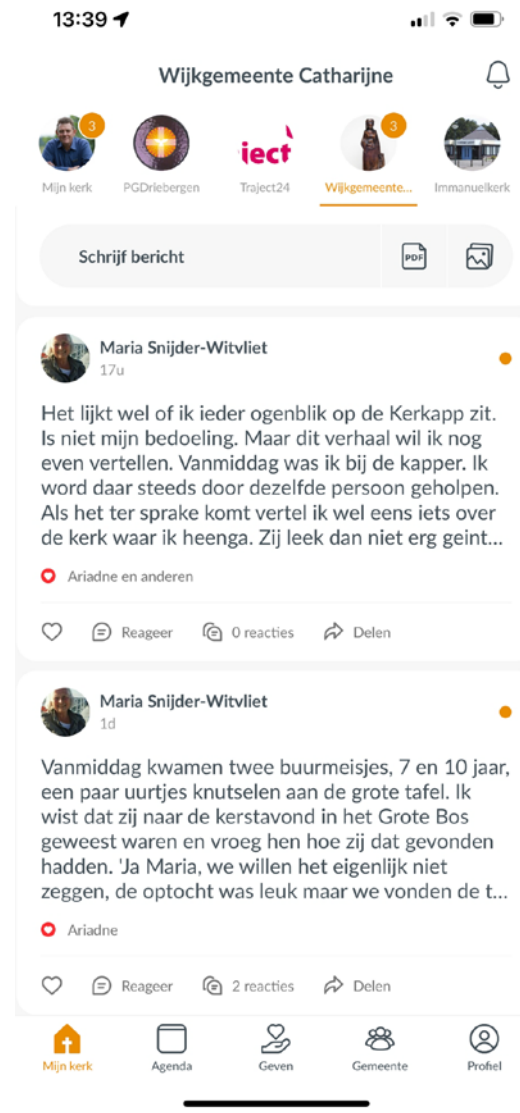 13:39
Wijkgemeente Catharijne
3
3
iect
Mijn kerk
PGDriebergen
Traject24
Wijkgemeente...
Immanuelkerk
Schrijf bericht
PDF
Maria Snijder-Witvliet
17u
Het lijkt wel of ik ieder ogenblik op de Kerkapp zit.
Is niet mijn bedoeling. Maar dit verhaal wil ik nog
even vertellen. Vanmiddag was ik bij de kapper. Ik
word daar steeds door dezelfde persoon geholpen.
Als het ter sprake komt vertel ik wel eens iets over
de kerk waar ik heenga. Zij leek dan niet erg geint...
Ariadne en anderen
Reageer
0 reacties
Delen
Maria Snijder-Witvliet
1d
Vanmiddag kwamen twee buurmeisjes, 7 en 10 jaar,
een paar uurtjes knutselen aan de grote tafel. Ik
wist dat zij naar de kerstavond in het Grote Bos
geweest waren en vroeg hen hoe zij dat gevonden
hadden. 'Ja Maria, we willen het eigenlijk niet
zeggen, de optocht was leuk maar we vonden de t...
Ariadne
Reageer
2 reacties
Delen
Mijn kerk
Agenda
Geven
Gemeente
Profiel